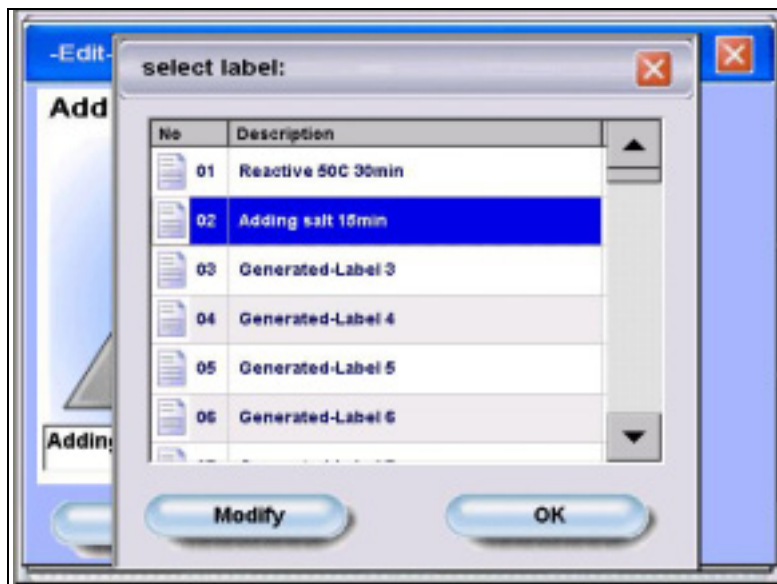 -Edit-
select label:
Add
No Description
01 Reactive 50C 30min
02 Adding salt 15min
03 Generated-Label 3
04 Generated-Label 4
05 Generated-Label 5
06 Generated-Label 6
Adding
Modify OK